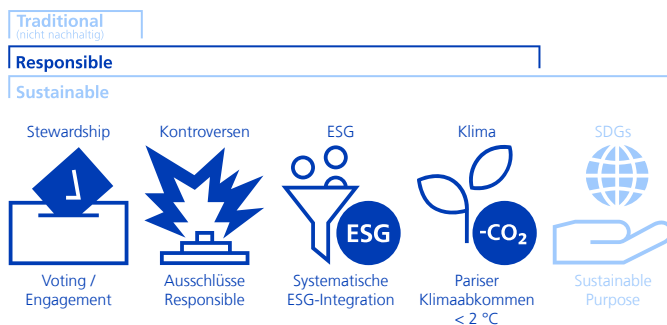 Traditional
(nicht nachhaltig)
Responsible
Sustainable
Stewardship
Kontroversen
ESG
Klima
SDGs
ESG
-CO₂
Voting /
Engagement
Ausschlüsse
Responsible
Systematische
ESG-Integration
Pariser
Klimaabkommen
< 2 °C
Sustainable
Purpose